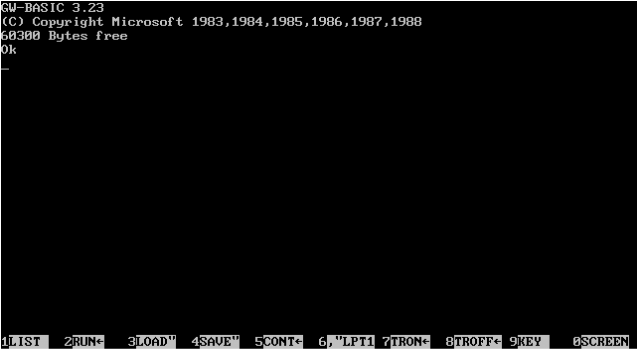 GW-BASIC 3.23
(C) Copyright Microsoft 1983,1984,1985,1986,1987,1988
60300 Bytes free
Ok
_
1LIST 2RUN← 3LOAD" 4SAVE" 5CONT← 6,"LPT1 7TRON← 8TROFF← 9KEY 0SCREEN